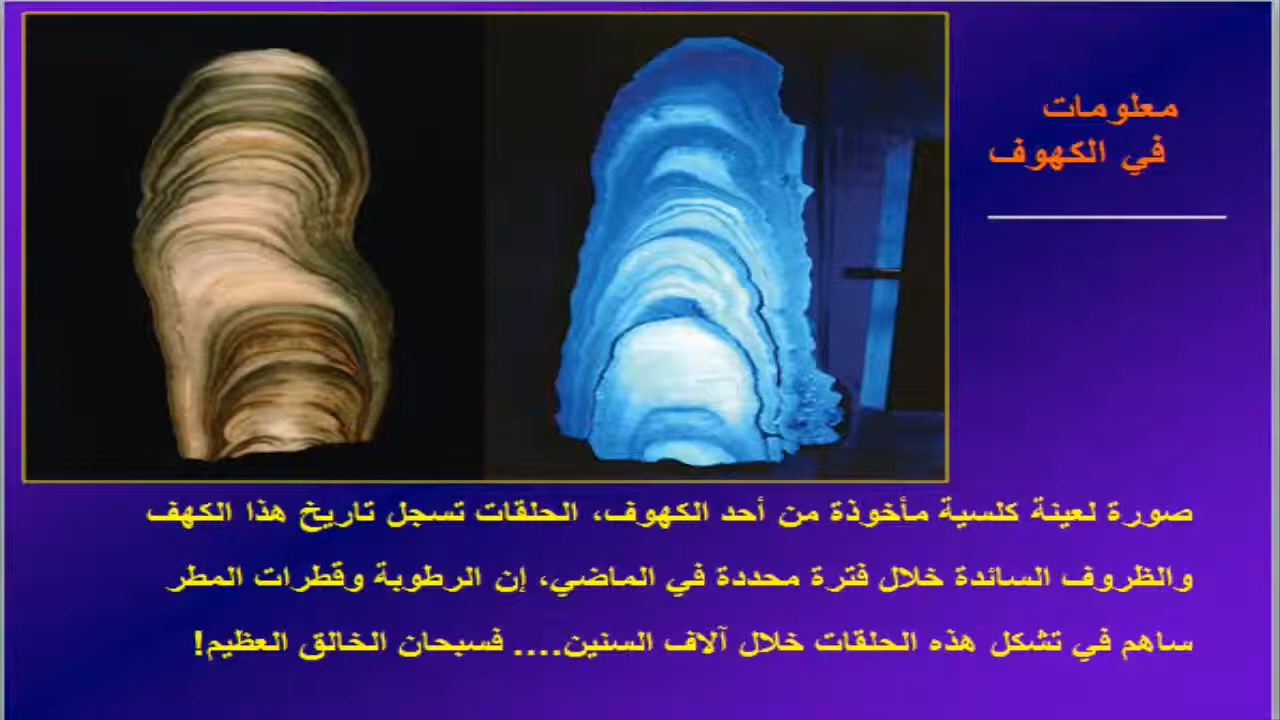 معلومات
في الكهوف
صورة لعينة كلسية مأخوذة من أحد الكهوف، الحلقات تسجل تاريخ هذا الكهف
والظروف السائدة خلال فترة محددة في الماضي، إن الرطوبة وقطرات المطر
ساهم في تشكل هذه الحلقات خلال آلاف السنين.... فسبحان الخالق العظيم!